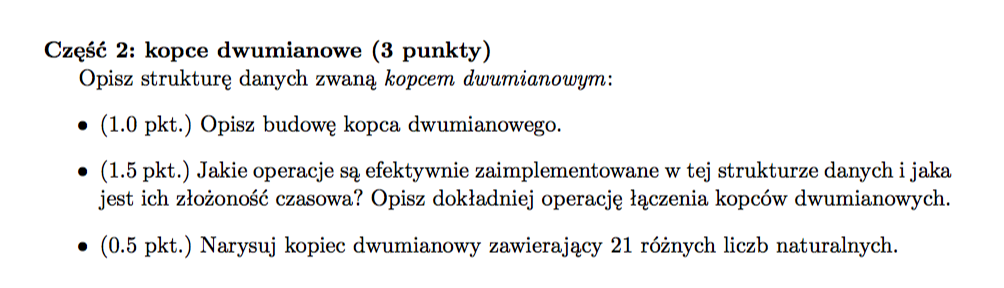 Część 2: kopce dwumianowe (3 punkty)
Opisz strukturę danych zwaną kopcem dwumianowym:
• (1.0 pkt.) Opisz budowę kopca dwumianowego.
• (1.5 pkt.) Jakie operacje są efektywnie zaimplementowane w tej strukturze danych i jaka
jest ich złożoność czasowa? Opisz dokładniej operację łączenia kopców dwumianowych.
• (0.5 pkt.) Narysuj kopiec dwumianowy zawierający 21 różnych liczb naturalnych.